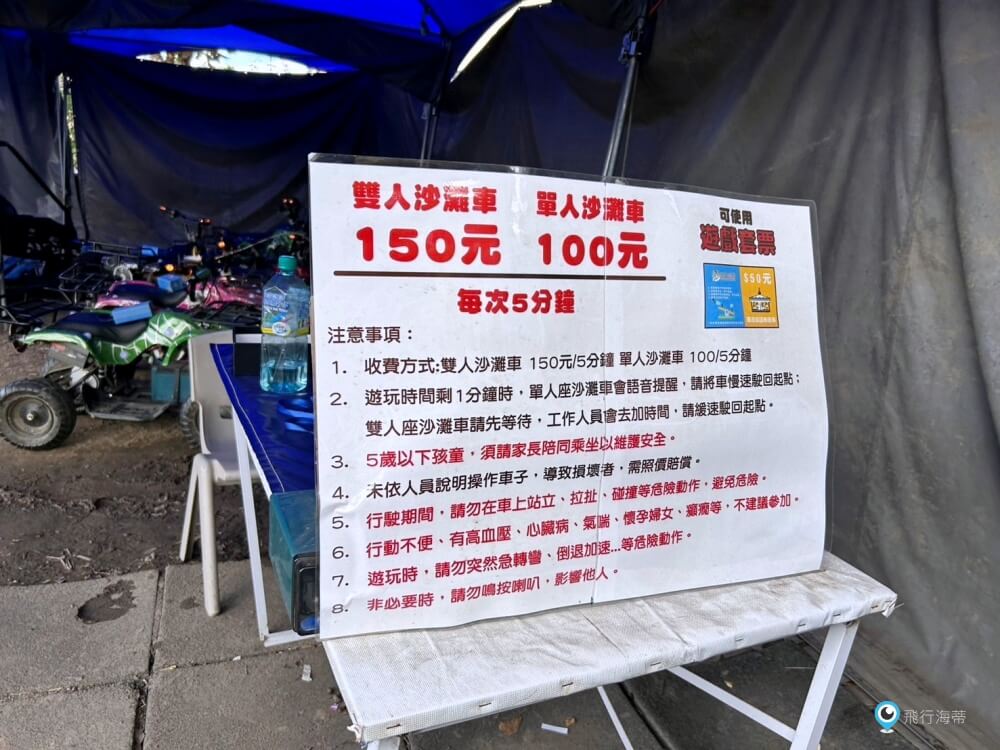 雙人沙灘車 單人沙灘車
150元 100元
每次5分鐘
可使用
遊戲套票
$50元
注意事項：
1. 收費方式:雙人沙灘車 150元/5分鐘 單人沙灘車 100/5分鐘
2. 遊玩時間剩1分鐘時，單人座沙灘車會語音提醒，請將車慢速駛回起點；
雙人座沙灘車請先等待，工作人員會去加時間，請緩速駛回起點。
3. 5歲以下孩童，須請家長陪同乘坐以維護安全。
4. 未依人員說明操作車子，導致損壞者，需照價賠償。
5. 行駛期間，請勿在車上站立、拉扯、碰撞等危險動作，避免危險。
6. 行動不便、有高血壓、心臟病、氣喘、懷孕婦女、癲癇等，不建議參加。
7. 遊玩時，請勿突然急轉彎、倒退加速...等危險動作。
8. 非必要時，請勿鳴按喇叭，影響他人。
飛行海蒂